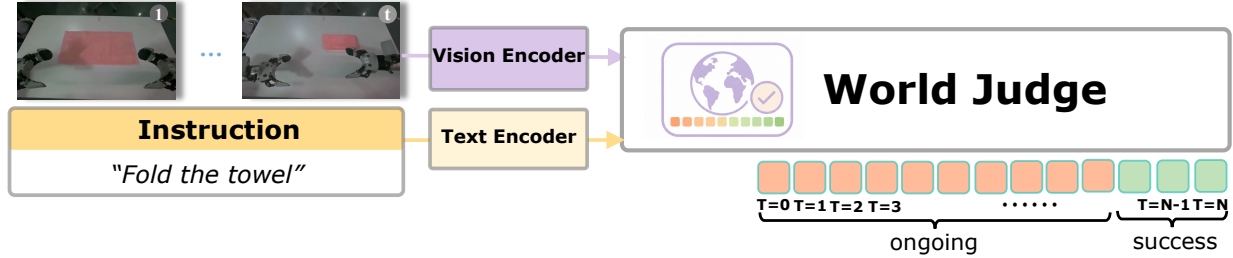 1
...
t
Vision Encoder
World Judge
Instruction
Text Encoder
“Fold the towel”
T=0 T=1 T=2 T=3 ...... T=N-1 T=N
ongoing
success